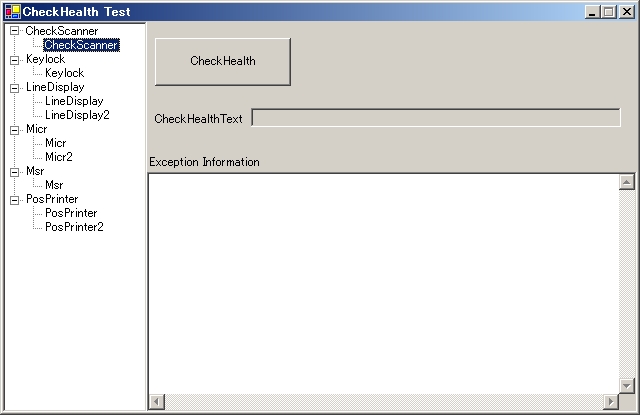 CheckHealth Test
CheckScanner
CheckScanner
Keylock
Keylock
LineDisplay
LineDisplay
LineDisplay2
Micr
Micr
Micr2
Msr
Msr
PosPrinter
PosPrinter
PosPrinter2
CheckHealth
CheckHealthText
Exception Information